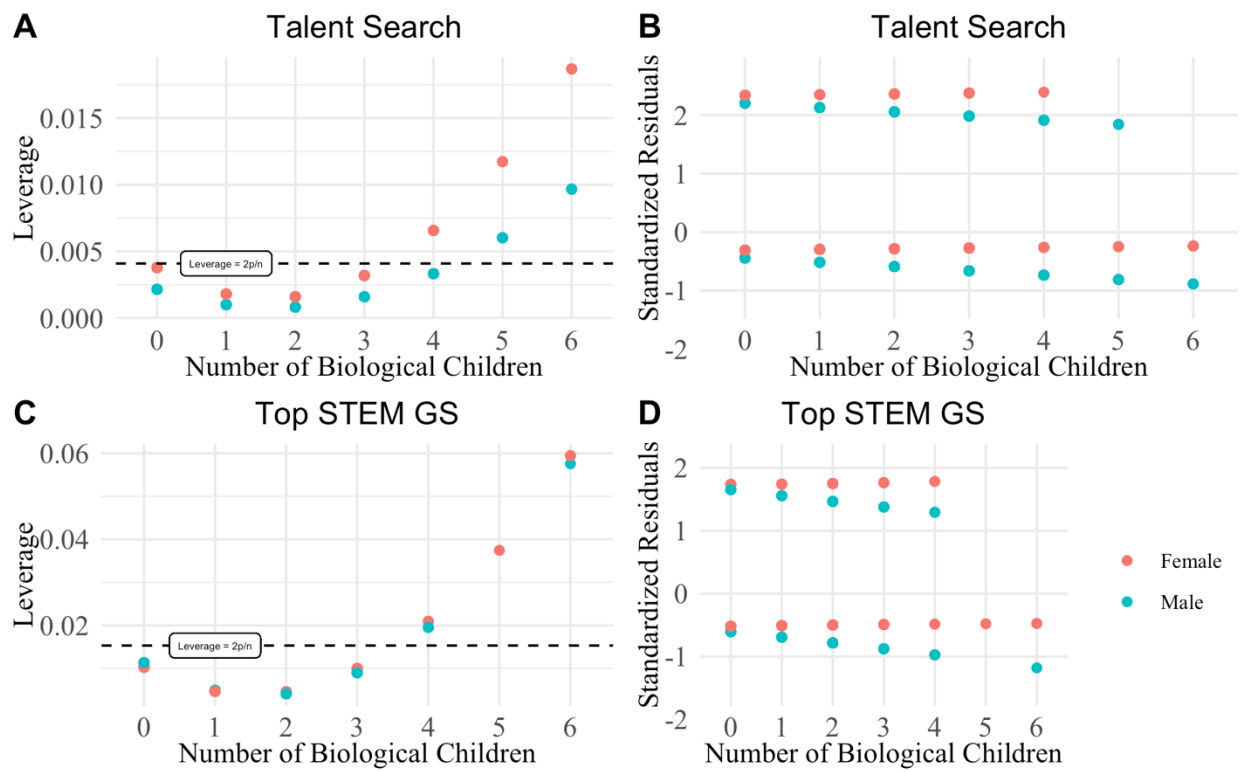 A
Talent Search
Leverage
0.015
0.010
0.005
0.000
Leverage = 2p/n
0 1 2 3 4 5 6
Number of Biological Children
B
Talent Search
Standardized Residuals
2
1
0
-1
-2
0 1 2 3 4 5 6
Number of Biological Children
C
Top STEM GS
Leverage
0.06
0.04
0.02
Leverage = 2p/n
0 1 2 3 4 5 6
Number of Biological Children
D
Top STEM GS
Standardized Residuals
2
1
0
-1
-2
0 1 2 3 4 5 6
Number of Biological Children
Female
Male